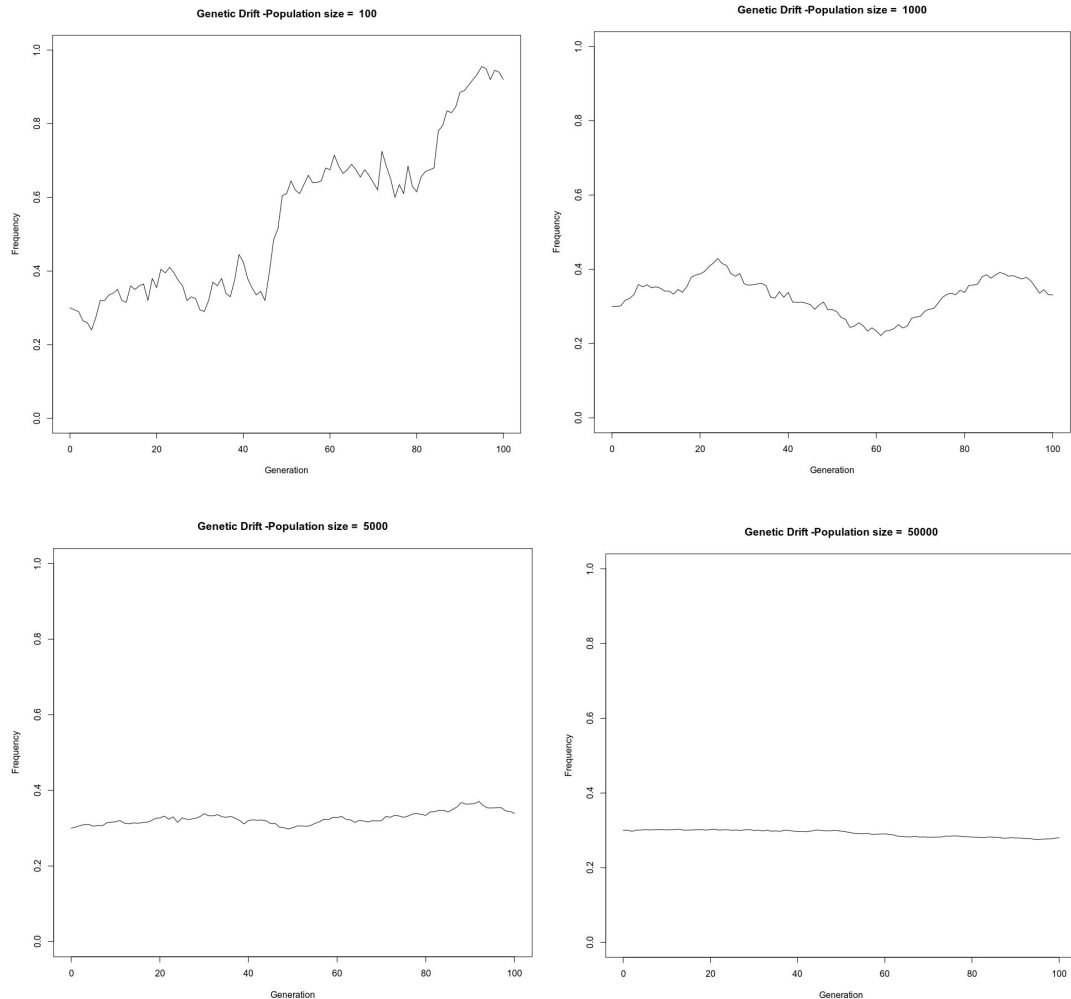 Genetic Drift -Population size =  100
1.0
0.8
0.6
0.4
0.2
0.0
Frequency
0 20 40 60 80 100
Generation
Genetic Drift -Population size =  1000
1.0
0.8
0.6
0.4
0.2
0.0
Frequency
0 20 40 60 80 100
Generation
Genetic Drift -Population size =  5000
1.0
0.8
0.6
0.4
0.2
0.0
Frequency
0 20 40 60 80 100
Generation
Genetic Drift -Population size =  50000
1.0
0.8
0.6
0.4
0.2
0.0
Frequency
0 20 40 60 80 100
Generation